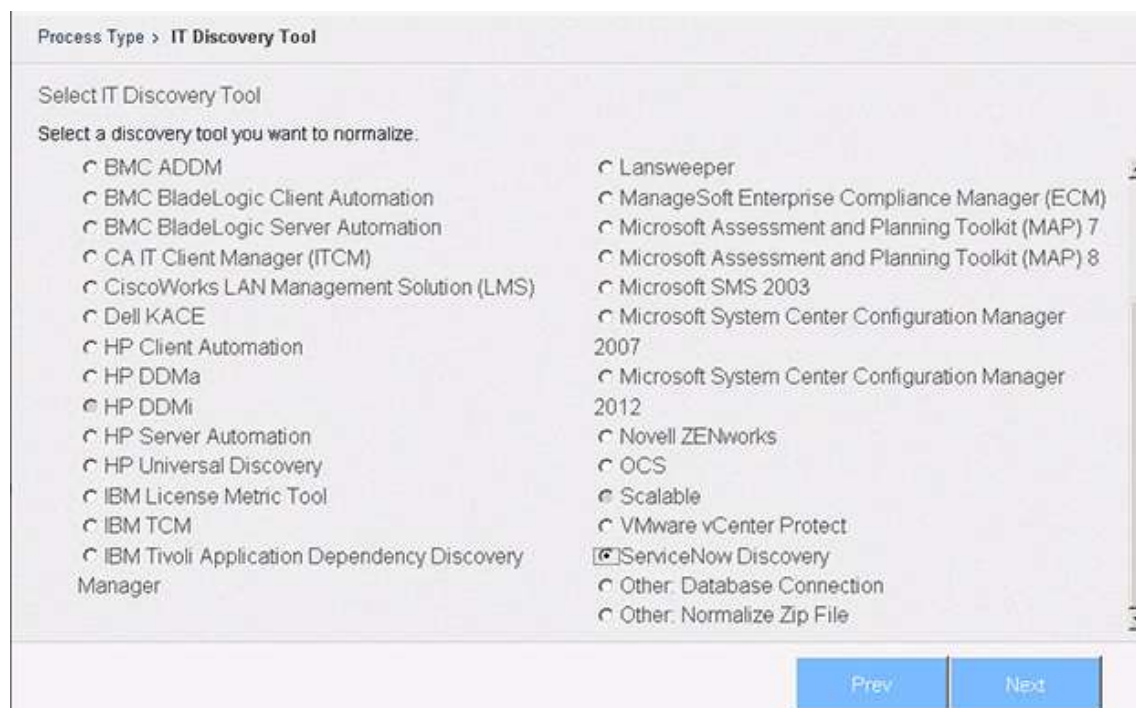 Process Type > IT Discovery Tool
Select IT Discovery Tool
Select a discovery tool you want to normalize.
BMC ADDM
BMC BladeLogic Client Automation
BMC BladeLogic Server Automation
CA IT Client Manager (ITCM)
CiscoWorks LAN Management Solution (LMS)
Dell KACE
HP Client Automation
HP DDMa
HP DDMi
HP Server Automation
HP Universal Discovery
IBM License Metric Tool
IBM TCM
IBM Tivoli Application Dependency Discovery
Manager
Lansweeper
ManageSoft Enterprise Compliance Manager (ECM)
Microsoft Assessment and Planning Toolkit (MAP) 7
Microsoft Assessment and Planning Toolkit (MAP) 8
Microsoft SMS 2003
Microsoft System Center Configuration Manager
2007
Microsoft System Center Configuration Manager
2012
Novell ZENworks
OCS
Scalable
VMware vCenter Protect
ServiceNow Discovery
Other: Database Connection
Other: Normalize Zip File
Prev
Next